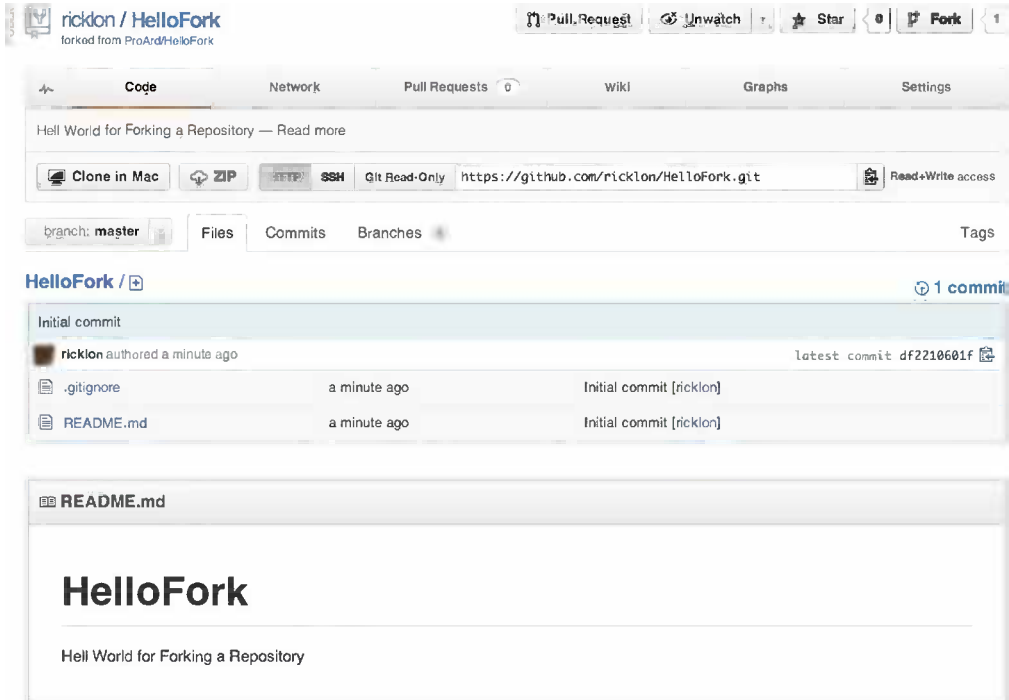 ricklon / HelloFork
forked from ProArd/HelloFork
Pull Request Unwatch Star 0 Fork 1
Code Network Pull Requests 0 Wiki Graphs Settings
Hell World for Forking a Repository — Read more
Clone in Mac ZIP HTTP SSH Git Read-Only https://github.com/ricklon/HelloFork.git Read+Write access
branch: master Files Commits Branches Tags
HelloFork /
1 commit
Initial commit
ricklon authored a minute ago latest commit df2210601f
.gitignore a minute ago Initial commit [ricklon]
README.md a minute ago Initial commit [ricklon]
README.md
HelloFork
Hell World for Forking a Repository